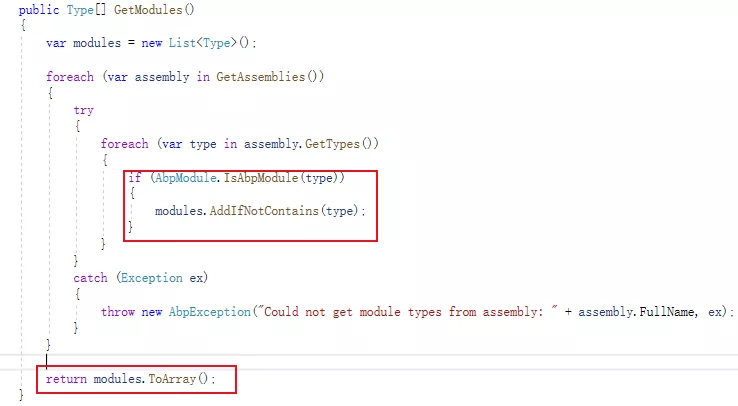 public Type[] GetModules()
{
    var modules = new List<Type>();

    foreach (var assembly in GetAssemblies())
    {
        try
        {
            foreach (var type in assembly.GetTypes())
            {
                if (AbpModule.IsAbpModule(type))
                {
                    modules.AddIfNotContains(type);
                }
            }
        }
        catch (Exception ex)
        {
            throw new AbpException("Could not get module types from assembly: " + assembly.FullName, ex);
        }
    }

    return modules.ToArray();
}